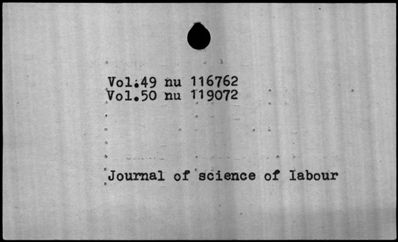 Vol.49 nu 116762
Vol.50 nu 119072
Journal of science of labour